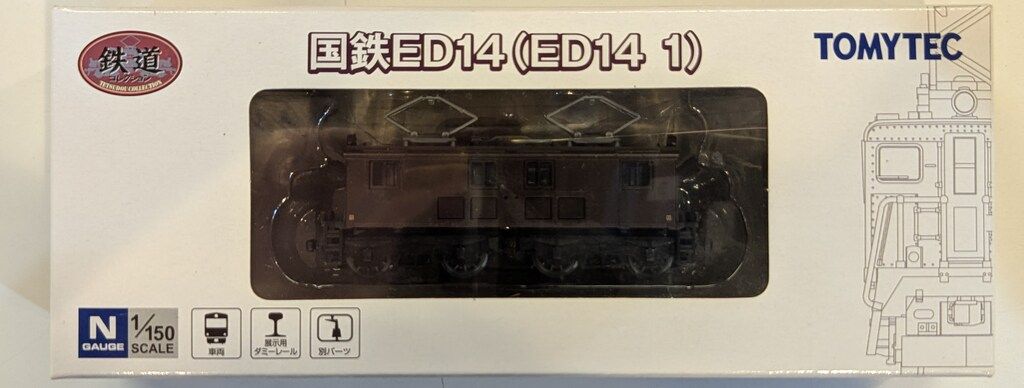 鉄道
コレクション
TETSUDOU COLLECTION
国鉄ED14(ED14 1)
TOMYTEC
N
GAUGE
1/150
SCALE
車両
展示用
ダミーレール
別パーツ